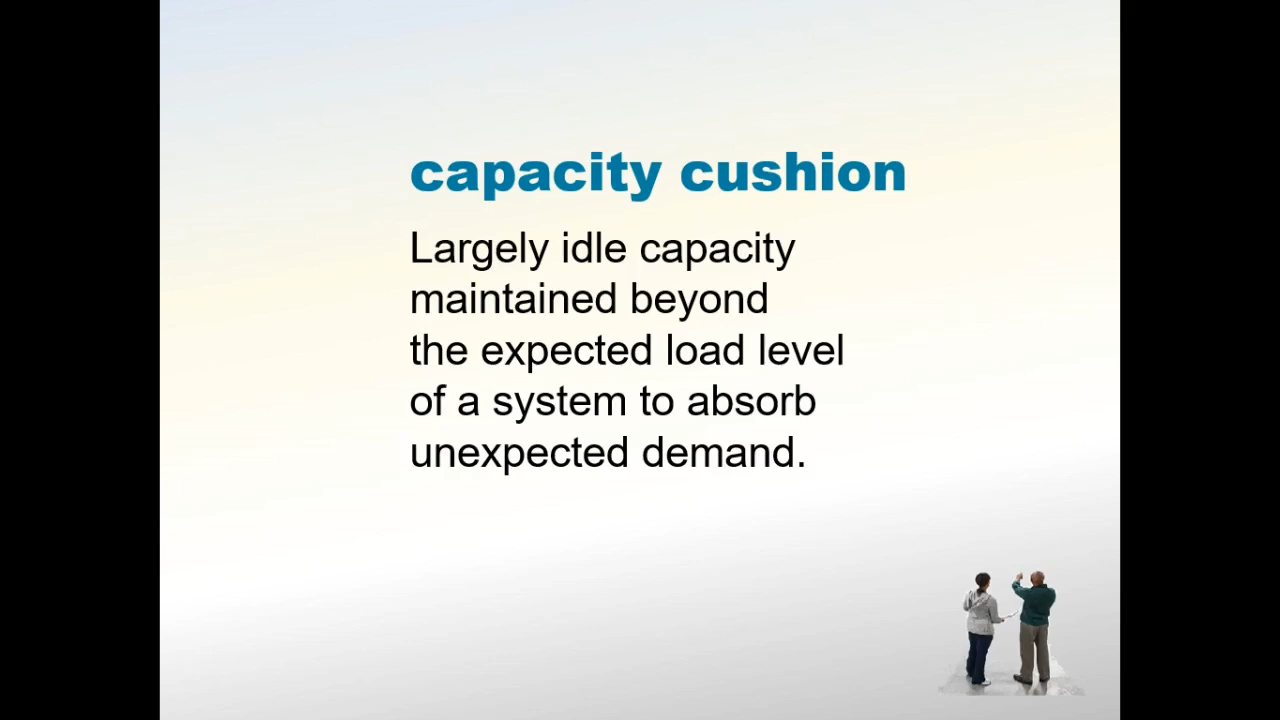 capacity cushion
Largely idle capacity
maintained beyond
the expected load level
of a system to absorb
unexpected demand.